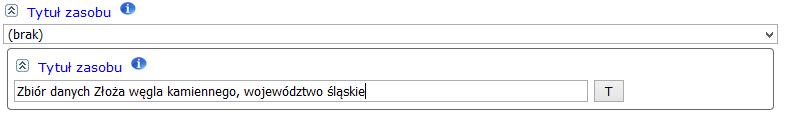 Tytuł zasobu
(brak)
Tytuł zasobu
Zbiór danych Złoża węgla kamiennego, województwo śląskie
T